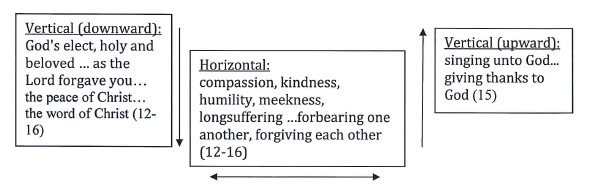 Vertical (downward):
God's elect, holy and
beloved ... as the
Lord forgave you...
the peace of Christ...
the word of Christ (12-
16)
Horizontal:
compassion, kindness,
humility, meekness,
longsuffering ...forbearing one
another, forgiving each other
(12-16)
Vertical (upward):
singing unto God...
giving thanks to
God (15)